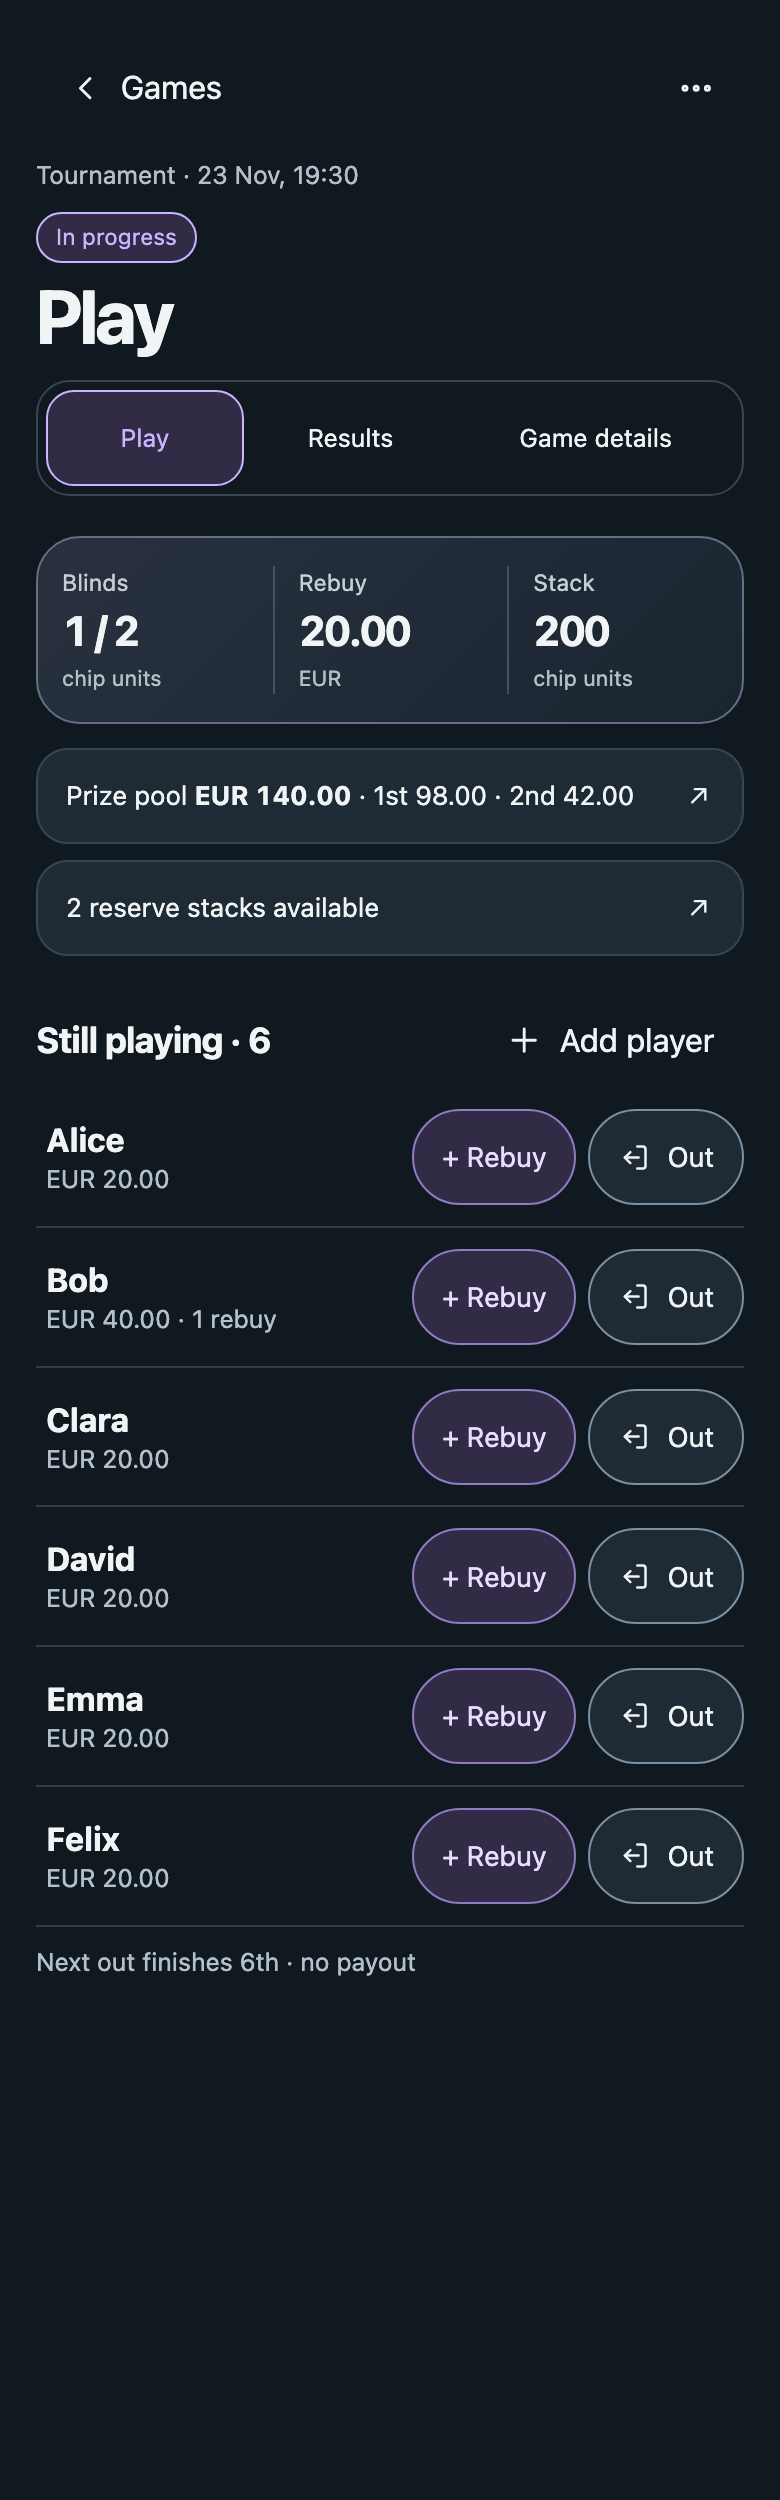 Games
Tournament · 23 Nov, 19:30
In progress
Play
Play Results Game details
Blinds Rebuy Stack
1 / 2 20.00 200
chip units EUR chip units
Prize pool EUR 140.00 · 1st 98.00 · 2nd 42.00
2 reserve stacks available
Still playing · 6 + Add player
Alice
EUR 20.00
+ Rebuy Out
Bob
EUR 40.00 · 1 rebuy
+ Rebuy Out
Clara
EUR 20.00
+ Rebuy Out
David
EUR 20.00
+ Rebuy Out
Emma
EUR 20.00
+ Rebuy Out
Felix
EUR 20.00
+ Rebuy Out
Next out finishes 6th · no payout